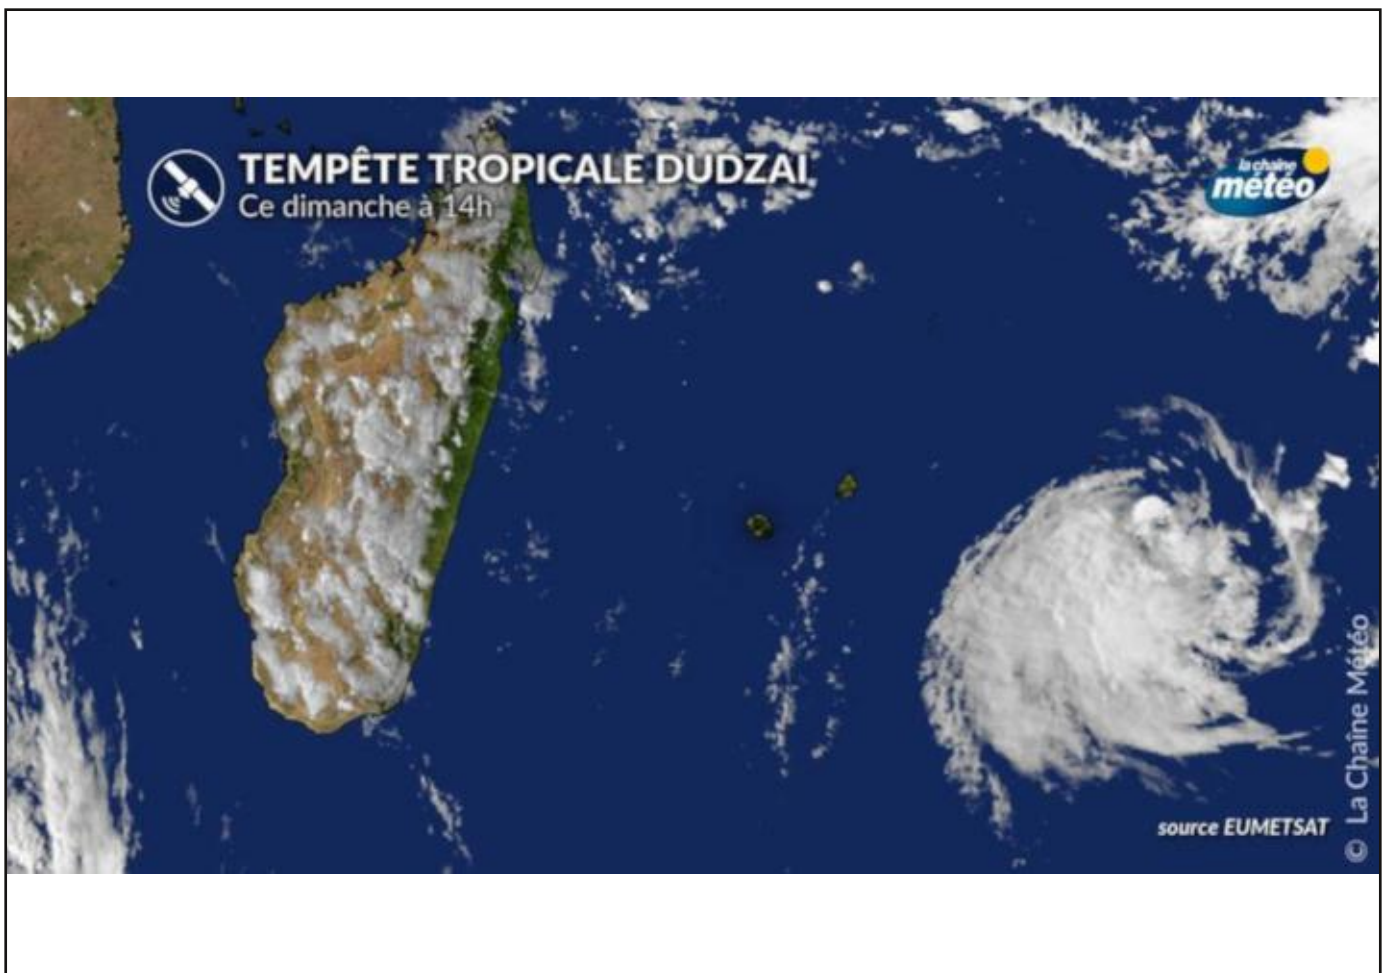 TEMPÊTE TROPICALE DUDZAI
Ce dimanche à 14h
la chaîne
météo
source EUMETSAT
© La Chaîne Météo